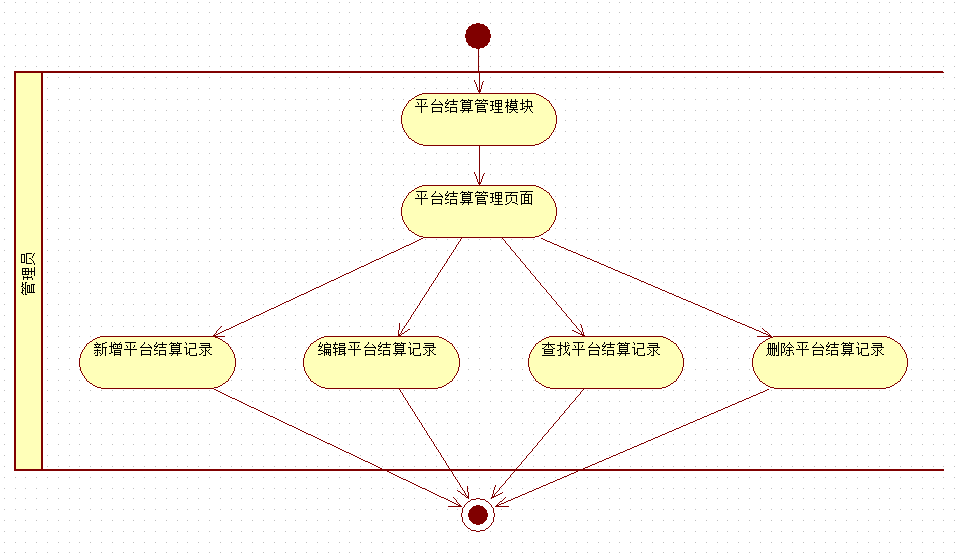 平台结算管理模块
平台结算管理页面
管理员
新增平台结算记录
编辑平台结算记录
查找平台结算记录
删除平台结算记录